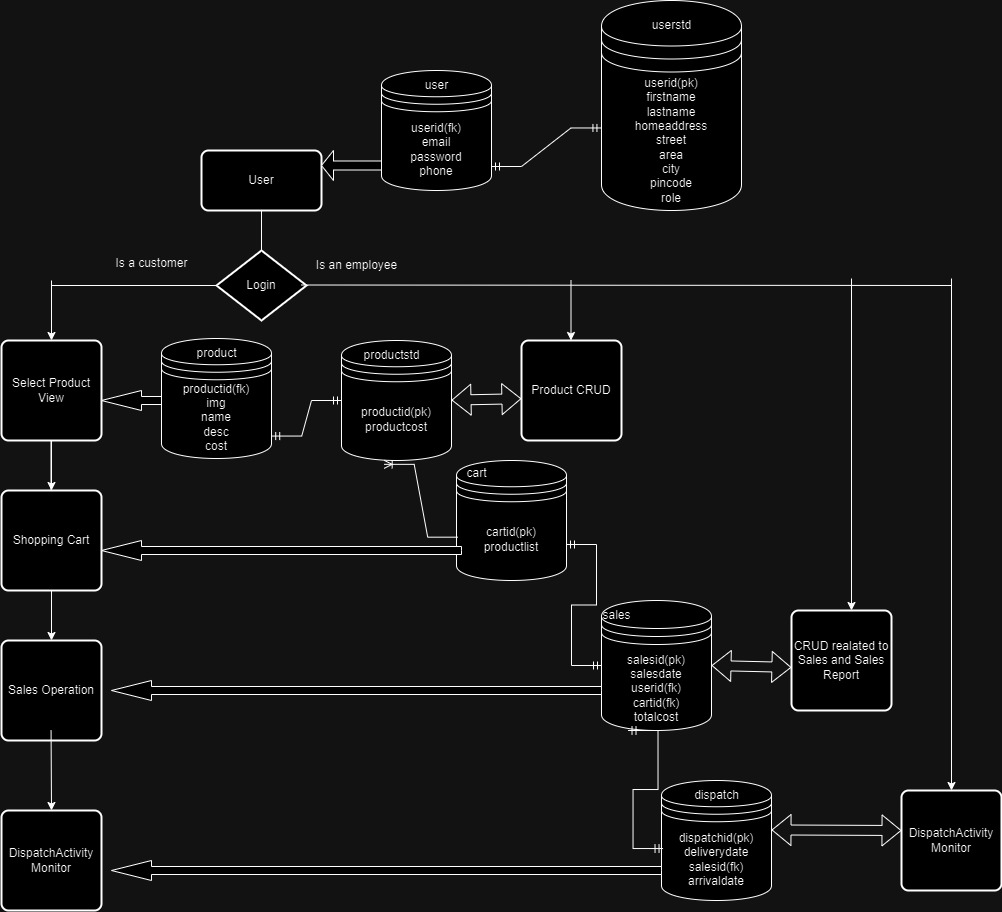 userstd
userid(pk)
firstname
lastname
homeaddress
street
area
city
pincode
role
user
userid(fk)
email
password
phone
User
Is a customer
Login
Is an employee
Select Product
View
product
productid(fk)
img
name
desc
cost
productstd
productid(pk)
productcost
Product CRUD
Shopping Cart
cart
cartid(pk)
productlist
Sales Operation
sales
salesid(pk)
salesdate
userid(fk)
cartid(fk)
totalcost
CRUD realated to
Sales and Sales
Report
DispatchActivity
Monitor
dispatch
dispatchid(pk)
deliverydate
salesid(fk)
arrivaldate
DispatchActivity
Monitor